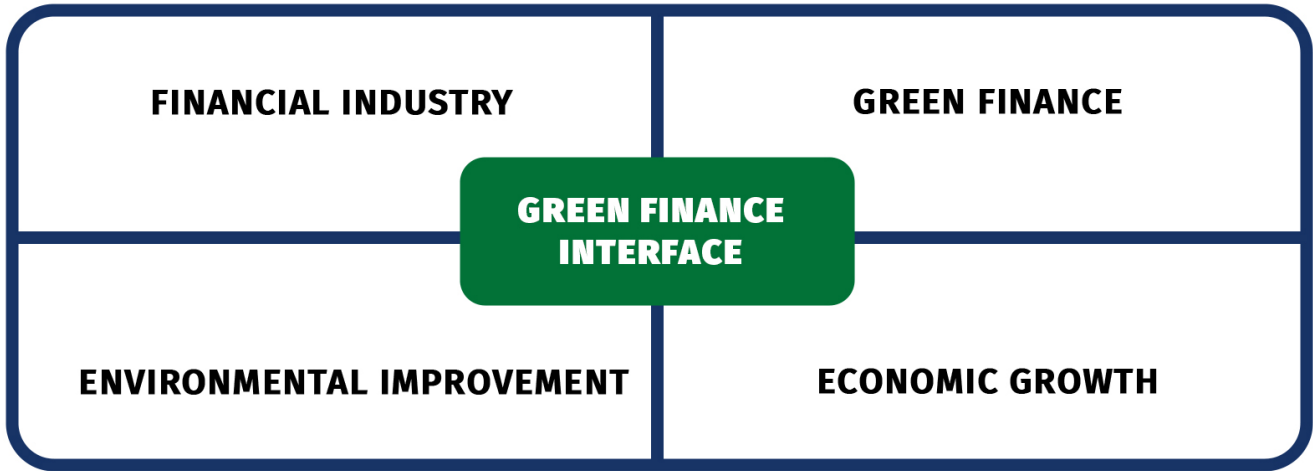 FINANCIAL INDUSTRY
GREEN FINANCE
GREEN FINANCE
INTERFACE
ENVIRONMENTAL IMPROVEMENT
ECONOMIC GROWTH